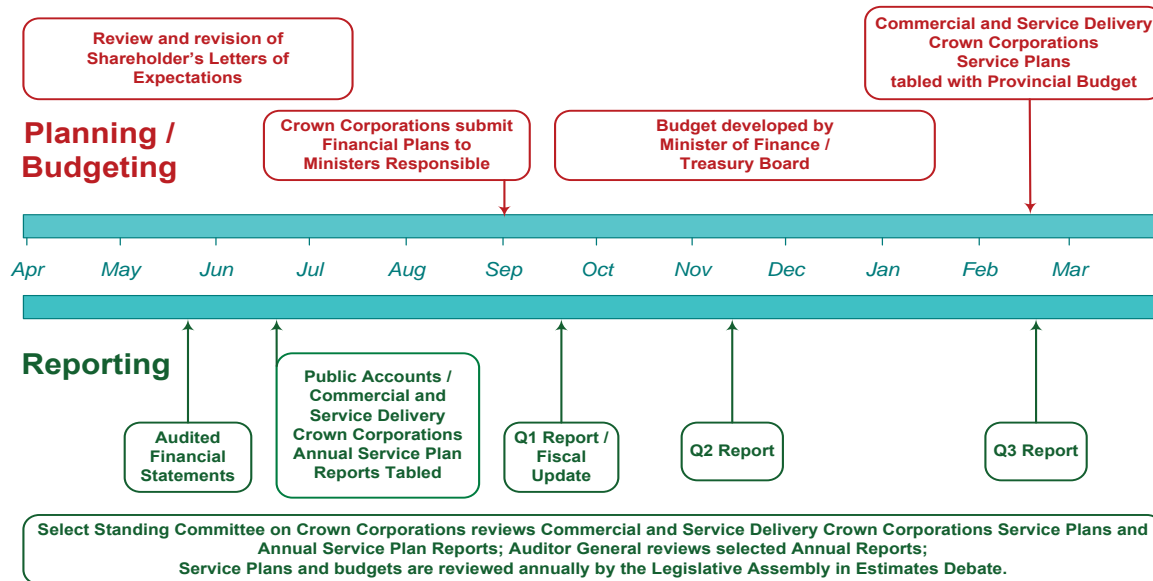 Review and revision of
Shareholder's Letters of
Expectations
Commercial and Service Delivery
Crown Corporations
Service Plans
tabled with Provincial Budget
Planning /
Budgeting
Crown Corporations submit
Financial Plans to
Ministers Responsible
Budget developed by
Minister of Finance /
Treasury Board
Apr May Jun Jul Aug Sep Oct Nov Dec Jan Feb Mar
Reporting
Audited
Financial
Statements
Public Accounts /
Commercial and
Service Delivery
Crown Corporations
Annual Service Plan
Reports Tabled
Q1 Report /
Fiscal
Update
Q2 Report
Q3 Report
Select Standing Committee on Crown Corporations reviews Commercial and Service Delivery Crown Corporations Service Plans and
Annual Service Plan Reports; Auditor General reviews selected Annual Reports;
Service Plans and budgets are reviewed annually by the Legislative Assembly in Estimates Debate.